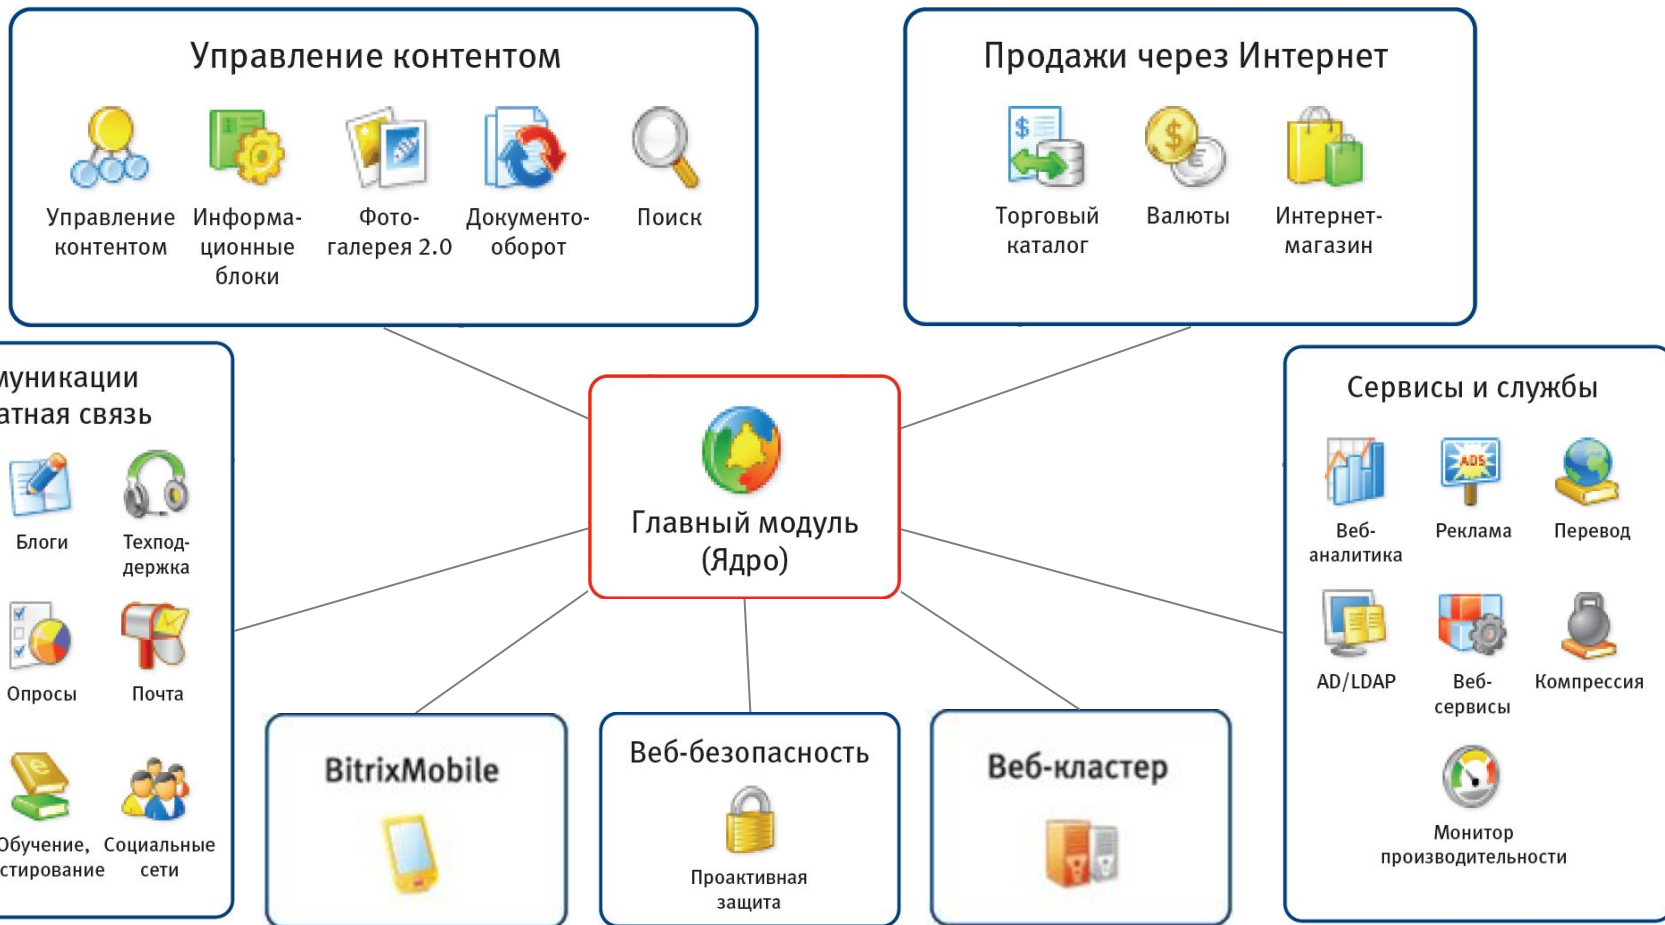 Управление контентом
Управление
контентом
Информа-
ционные
блоки
Фото-
галерея 2.0
Документо-
оборот
Поиск
Продажи через Интернет
Торговый
каталог
Валюты
Интернет-
магазин
муникации
атная связь
Блоги
Техпод-
держка
Опросы
Почта
Обучение,
стирование
Социальные
сети
Главный модуль
(Ядро)
Сервисы и службы
Веб-
аналитика
ADS
Реклама
Перевод
AD/LDAP
Веб-
сервисы
Компрессия
Монитор
производительности
BitrixMobile
Веб-безопасность
Проактивная
защита
Веб-кластер